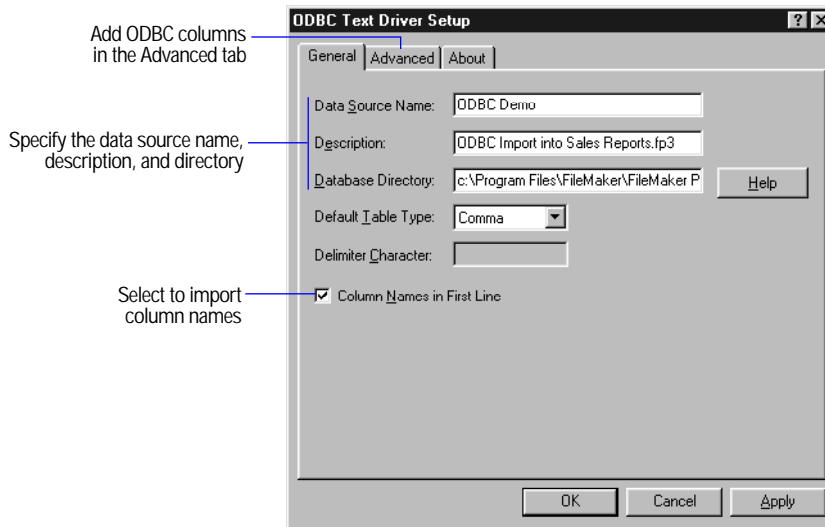 Add ODBC columns
in the Advanced tab
Specify the data source name,
description, and directory
Select to import
column names
ODBC Text Driver Setup
General Advanced About
Data Source Name: ODBC Demo
Description: ODBC Import into Sales Reports.fp3
Database Directory: c:\Program Files\FileMaker\FileMaker P
Help
Default Table Type: Comma
Delimiter Character:
Column Names in First Line
OK Cancel Apply